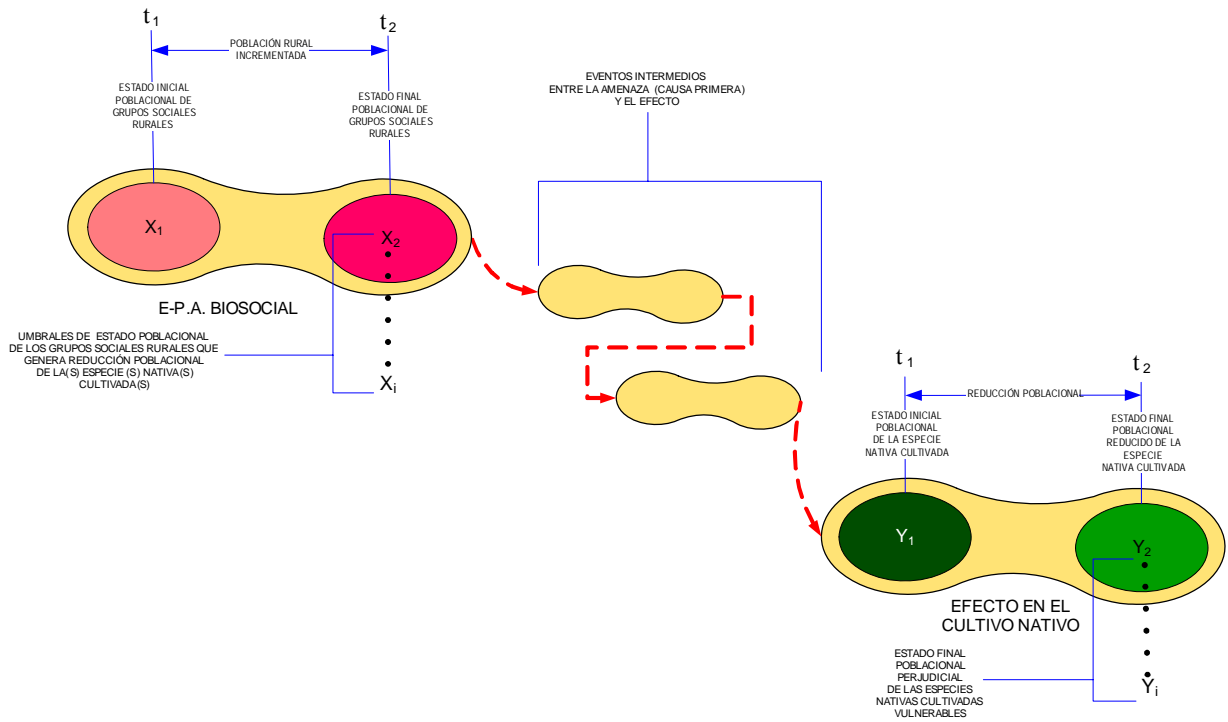 t1
t2
POBLACIÓN RURAL
INCREMENTADA
ESTADO INICIAL
POBLACIONAL DE
GRUPOS SOCIALES
RURALES
ESTADO FINAL
POBLACIONAL DE
GRUPOS SOCIALES
RURALES
EVENTOS INTERMEDIOS
ENTRE LA AMENAZA (CAUSA PRIMERA)
Y EL EFECTO
X1
X2
E-P.A. BIOSOCIAL
UMBRALES DE ESTADO POBLACIONAL
DE LOS GRUPOS SOCIALES RURALES QUE
GENERA REDUCCIÓN POBLACIONAL
DE LA(S) ESPECIE (S) NATIVA(S)
CULTIVADA(S)
Xi
t1
t2
REDUCCIÓN POBLACIONAL
ESTADO INICIAL
POBLACIONAL
DE LA ESPECIE
NATIVA CULTIVADA
ESTADO FINAL
POBLACIONAL
REDUCIDO DE LA
ESPECIE
NATIVA CULTIVADA
Y1
Y2
EFECTO EN EL
CULTIVO NATIVO
ESTADO FINAL
POBLACIONAL
PERJUDICIAL
DE LAS ESPECIES
NATIVAS CULTIVADAS
VULNERABLES
Yi